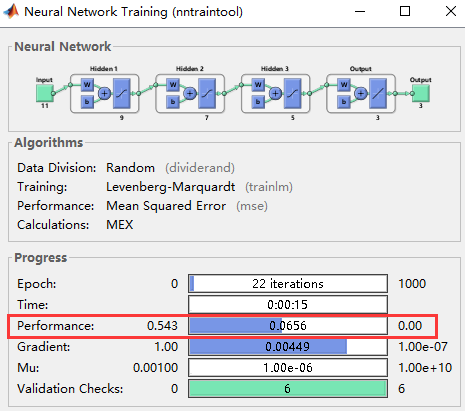 Neural Network Training (nntraintool)
Neural Network
Hidden 1 Hidden 2 Hidden 3 Output
Input Output
W W W W
b b b b
11 9 7 5 3 3
Algorithms
Data Division: Random (dividerand)
Training: Levenberg-Marquardt (trainlm)
Performance: Mean Squared Error (mse)
Calculations: MEX
Progress
Epoch: 0 22 iterations 1000
Time: 0:00:15
Performance: 0.543 0.0656 0.00
Gradient: 1.00 0.00449 1.00e-07
Mu: 0.00100 1.00e-06 1.00e+10
Validation Checks: 0 6 6